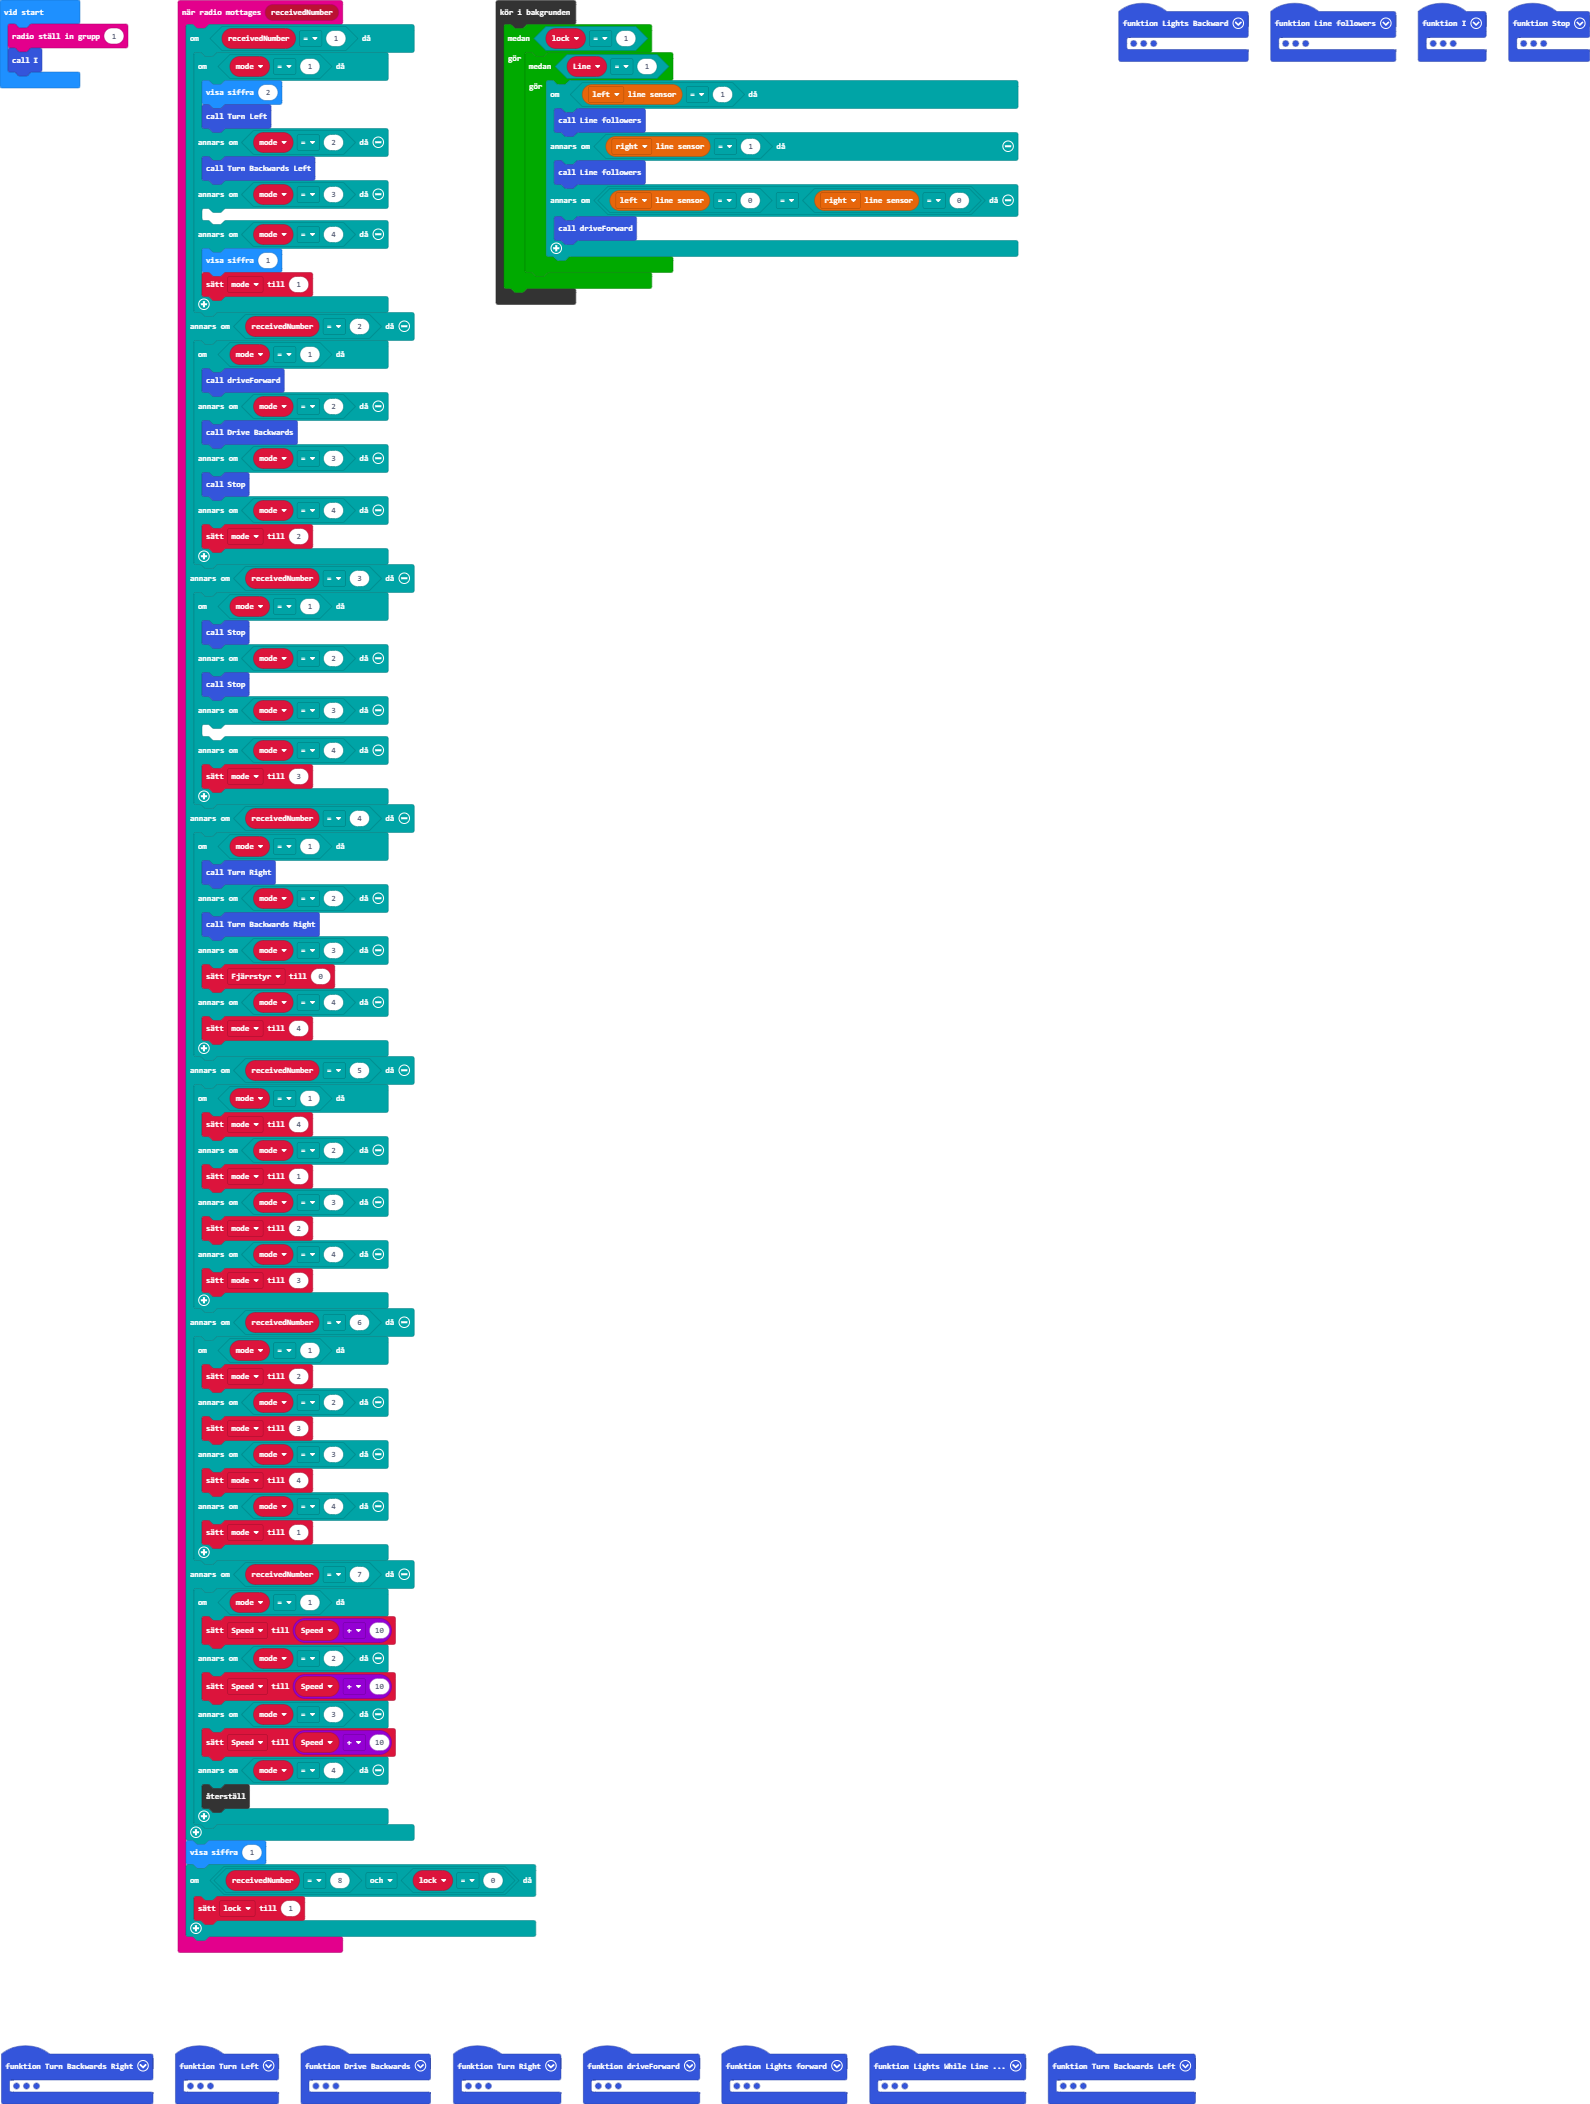 vid start
radio ställ in grupp 1
call I
när radio mottages receivedNumber
om receivedNumber = 1 då
om mode = 1 då
visa siffra 2
call Turn Left
annars om mode = 2 då
call Turn Backwards Left
annars om mode = 3 då
annars om mode = 4 då
visa siffra 1
sätt mode till 1
annars om receivedNumber = 2 då
om mode = 1 då
call driveForward
annars om mode = 2 då
call Drive Backwards
annars om mode = 3 då
call Stop
annars om mode = 4 då
sätt mode till 2
annars om receivedNumber = 3 då
om mode = 1 då
call Stop
annars om mode = 2 då
call Stop
annars om mode = 3 då
annars om mode = 4 då
sätt mode till 3
annars om receivedNumber = 4 då
om mode = 1 då
call Turn Right
annars om mode = 2 då
call Turn Backwards Right
annars om mode = 3 då
sätt Fjärrstyr till 0
annars om mode = 4 då
sätt mode till 4
annars om receivedNumber = 5 då
om mode = 1 då
sätt mode till 4
annars om mode = 2 då
sätt mode till 1
annars om mode = 3 då
sätt mode till 2
annars om mode = 4 då
sätt mode till 3
annars om receivedNumber = 6 då
om mode = 1 då
sätt mode till 2
annars om mode = 2 då
sätt mode till 3
annars om mode = 3 då
sätt mode till 4
annars om mode = 4 då
sätt mode till 1
annars om receivedNumber = 7 då
om mode = 1 då
sätt Speed till Speed + 10
annars om mode = 2 då
sätt Speed till Speed + 10
annars om mode = 3 då
sätt Speed till Speed + 10
annars om mode = 4 då
återställ
visa siffra 1
om receivedNumber = 8 och lock = 0 då
sätt lock till 1
kör i bakgrunden
medan lock = 1
gör
medan Line = 1
gör
om left line sensor = 1 då
call Line followers
annars om right line sensor = 1 då
call Line followers
annars om left line sensor = 0 = right line sensor = 0 då
call driveForward
funktion Lights Backward
funktion Line followers
funktion I
funktion Stop
funktion Turn Backwards Right
funktion Turn Left
funktion Drive Backwards
funktion Turn Right
funktion driveForward
funktion Lights forward
funktion Lights While Line ...
funktion Turn Backwards Left